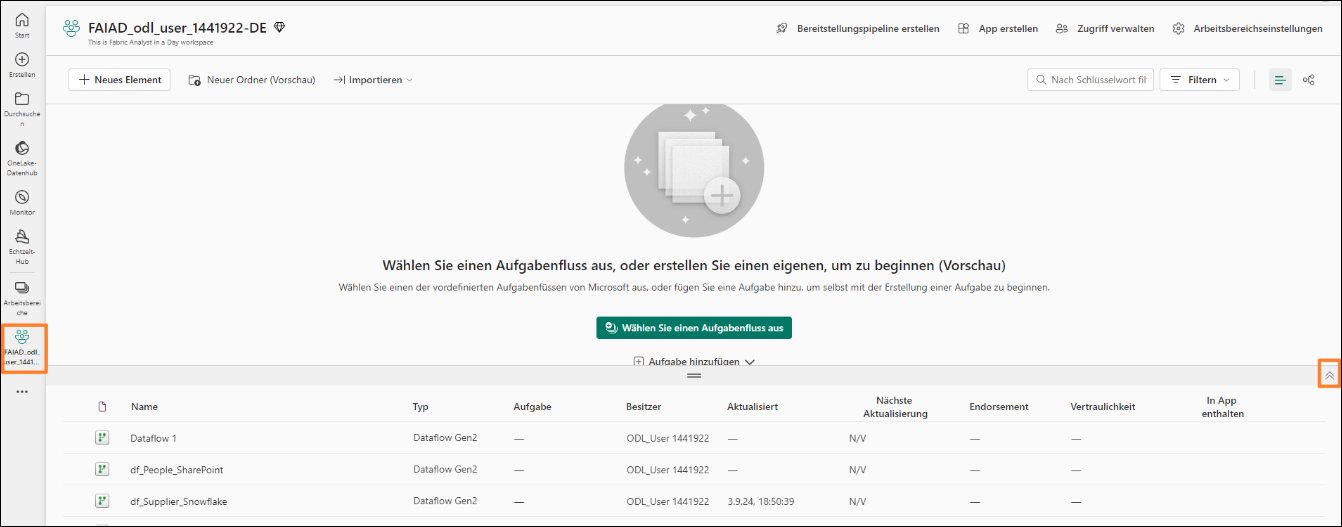 Start
Erstellen
Durchsuche
n
OneLake-
Datenhub
Monitor
Echtzeit-
Hub
Arbeitsberei
che
FAIAD_odl_
user_1441...
FAIAD_odl_user_1441922-DE
This is Fabric Analyst in a Day workspace
Bereitstellungspipeline erstellen
App erstellen
Zugriff verwalten
Arbeitsbereichseinstellungen
Neues Element
Neuer Ordner (Vorschau)
Importieren
Nach Schlüsselwort fil
Filtern
Wählen Sie einen Aufgabenfluss aus, oder erstellen Sie einen eigenen, um zu beginnen (Vorschau)
Wählen Sie einen der vordefinierten Aufgabenfüssen von Microsoft aus, oder fügen Sie eine Aufgabe hinzu, um selbst mit der Erstellung einer Aufgabe zu beginnen.
Wählen Sie einen Aufgabenfluss aus
Aufgabe hinzufügen
Name Typ Aufgabe Besitzer Aktualisiert Nächste Aktualisierung Endorsement Vertraulichkeit In App enthalten
Dataflow 1 Dataflow Gen2 — ODL_User 1441922 — N/V — —
df_People_SharePoint Dataflow Gen2 — ODL_User 1441922 — N/V — —
df_Supplier_Snowflake Dataflow Gen2 — ODL_User 1441922 3.9.24, 18:50:39 N/V — —